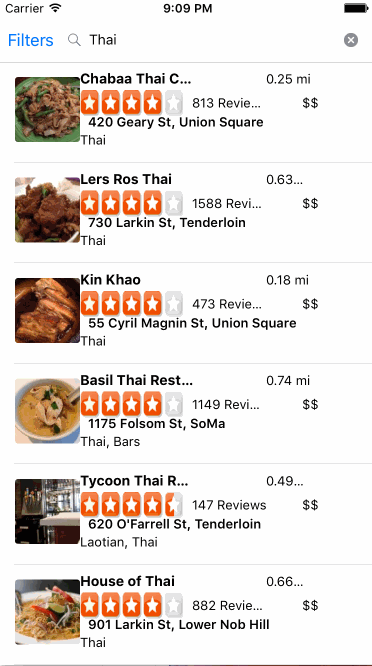 Carrier 9:09 PM
Filters Thai
Chabaa Thai C... 0.25 mi
813 Revie... $$
420 Geary St, Union Square
Thai
Lers Ros Thai 0.63...
1588 Revi... $$
730 Larkin St, Tenderloin
Thai
Kin Khao 0.18 mi
473 Revie... $$
55 Cyril Magnin St, Union Square
Thai
Basil Thai Rest... 0.74 mi
1149 Revi... $$
1175 Folsom St, SoMa
Thai, Bars
Tycoon Thai R... 0.49...
147 Reviews $$
620 O'Farrell St, Tenderloin
Laotian, Thai
House of Thai 0.66...
882 Revie... $$
901 Larkin St, Lower Nob Hill
Thai